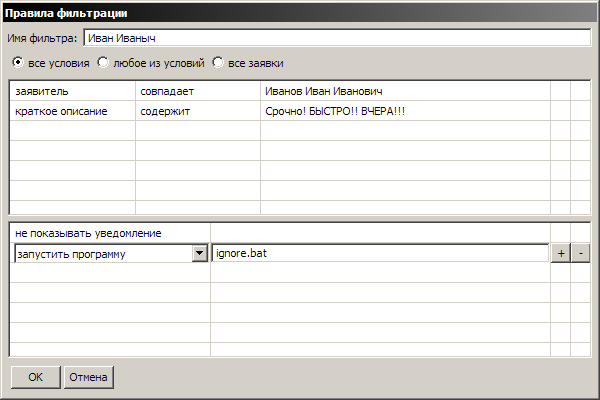 Правила фильтрации
Имя фильтра: Иван Иваныч
все условия любое из условий все заявки
заявитель совпадает Иванов Иван Иванович
краткое описание содержит Срочно! БЫСТРО!! ВЧЕРА!!!
не показывать уведомление
запустить программу ignore.bat + -
OK Отмена